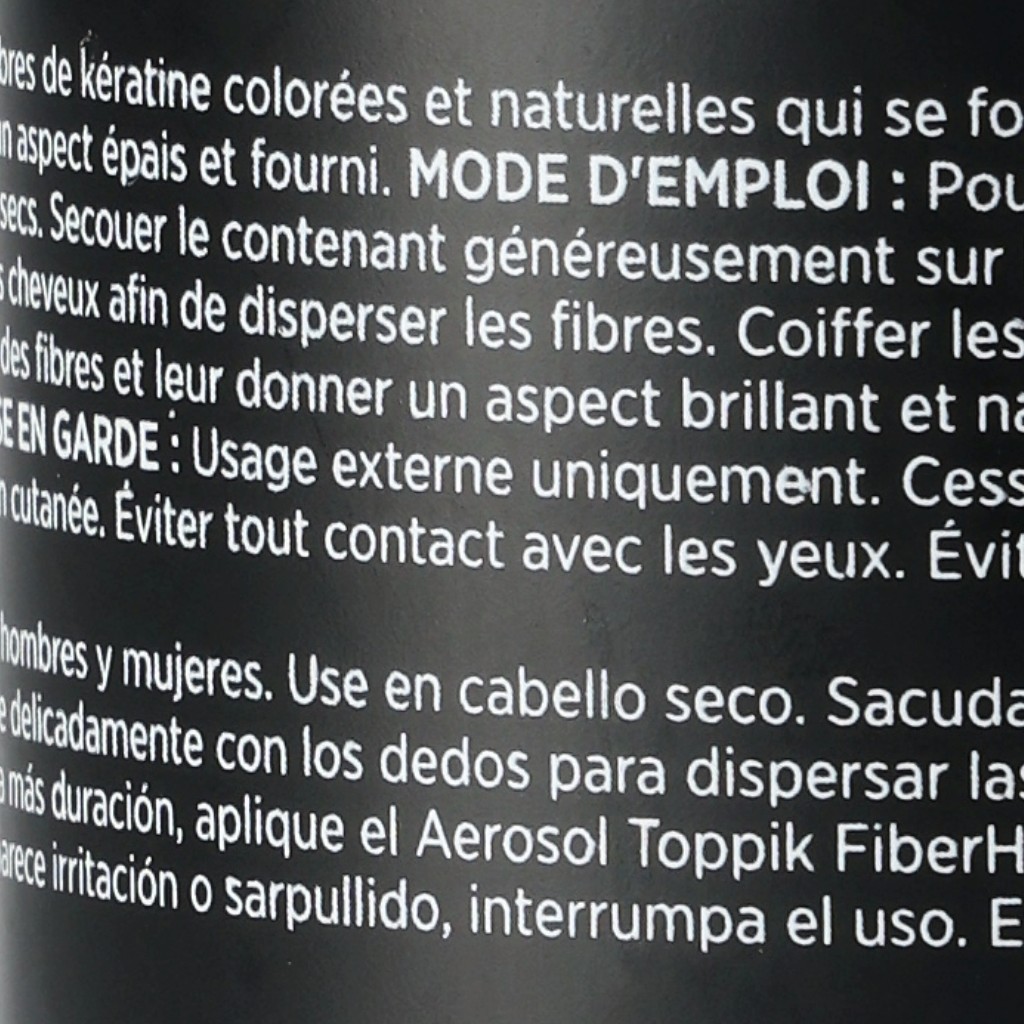 bres de kératine colorées et naturelles qui se fo
n aspect épais et fourni. MODE D'EMPLOI : Pou
secs. Secouer le contenant généreusement sur
s cheveux afin de disperser les fibres. Coiffer les
des fibres et leur donner un aspect brillant et na
SE EN GARDE : Usage externe uniquement. Cess
n cutanée. Éviter tout contact avec les yeux. Évit
hombres y mujeres. Use en cabello seco. Sacuda
e delicadamente con los dedos para dispersar las
a más duración, aplique el Aerosol Toppik FiberH
arece irritación o sarpullido, interrumpa el uso. E